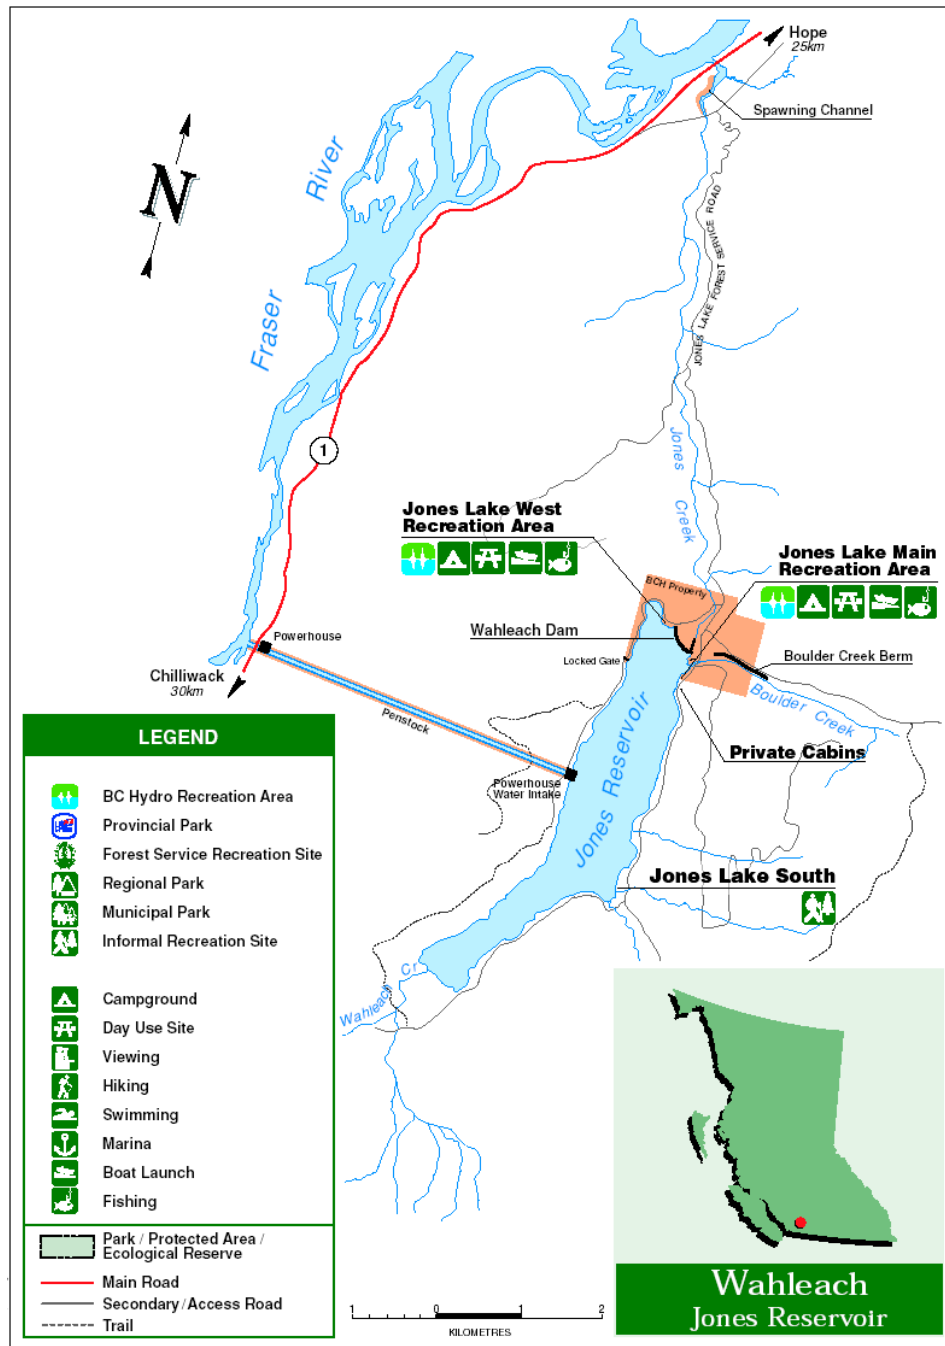 Hope
25km
Spawning Channel
River
N
Fraser
JONES LAKE FOREST SERVICE ROAD
1
Jones Creek
Jones Lake West
Recreation Area
Jones Lake Main
Recreation Area
BCH Property
Wahleach Dam
Powerhouse
Locked Gate
Boulder Creek Berm
Chilliwack
30km
Boulder Creek
Penstock
Private Cabins
Powerhouse
Water Intake
Jones Reservoir
Jones Lake South
Wahleach Cr
LEGEND
BC Hydro Recreation Area
Provincial Park
Forest Service Recreation Site
Regional Park
Municipal Park
Informal Recreation Site
Campground
Day Use Site
Viewing
Hiking
Swimming
Marina
Boat Launch
Fishing
Park / Protected Area /
Ecological Reserve
Main Road
Secondary / Access Road
Trail
1 0 1 2
KILOMETRES
Wahleach
Jones Reservoir